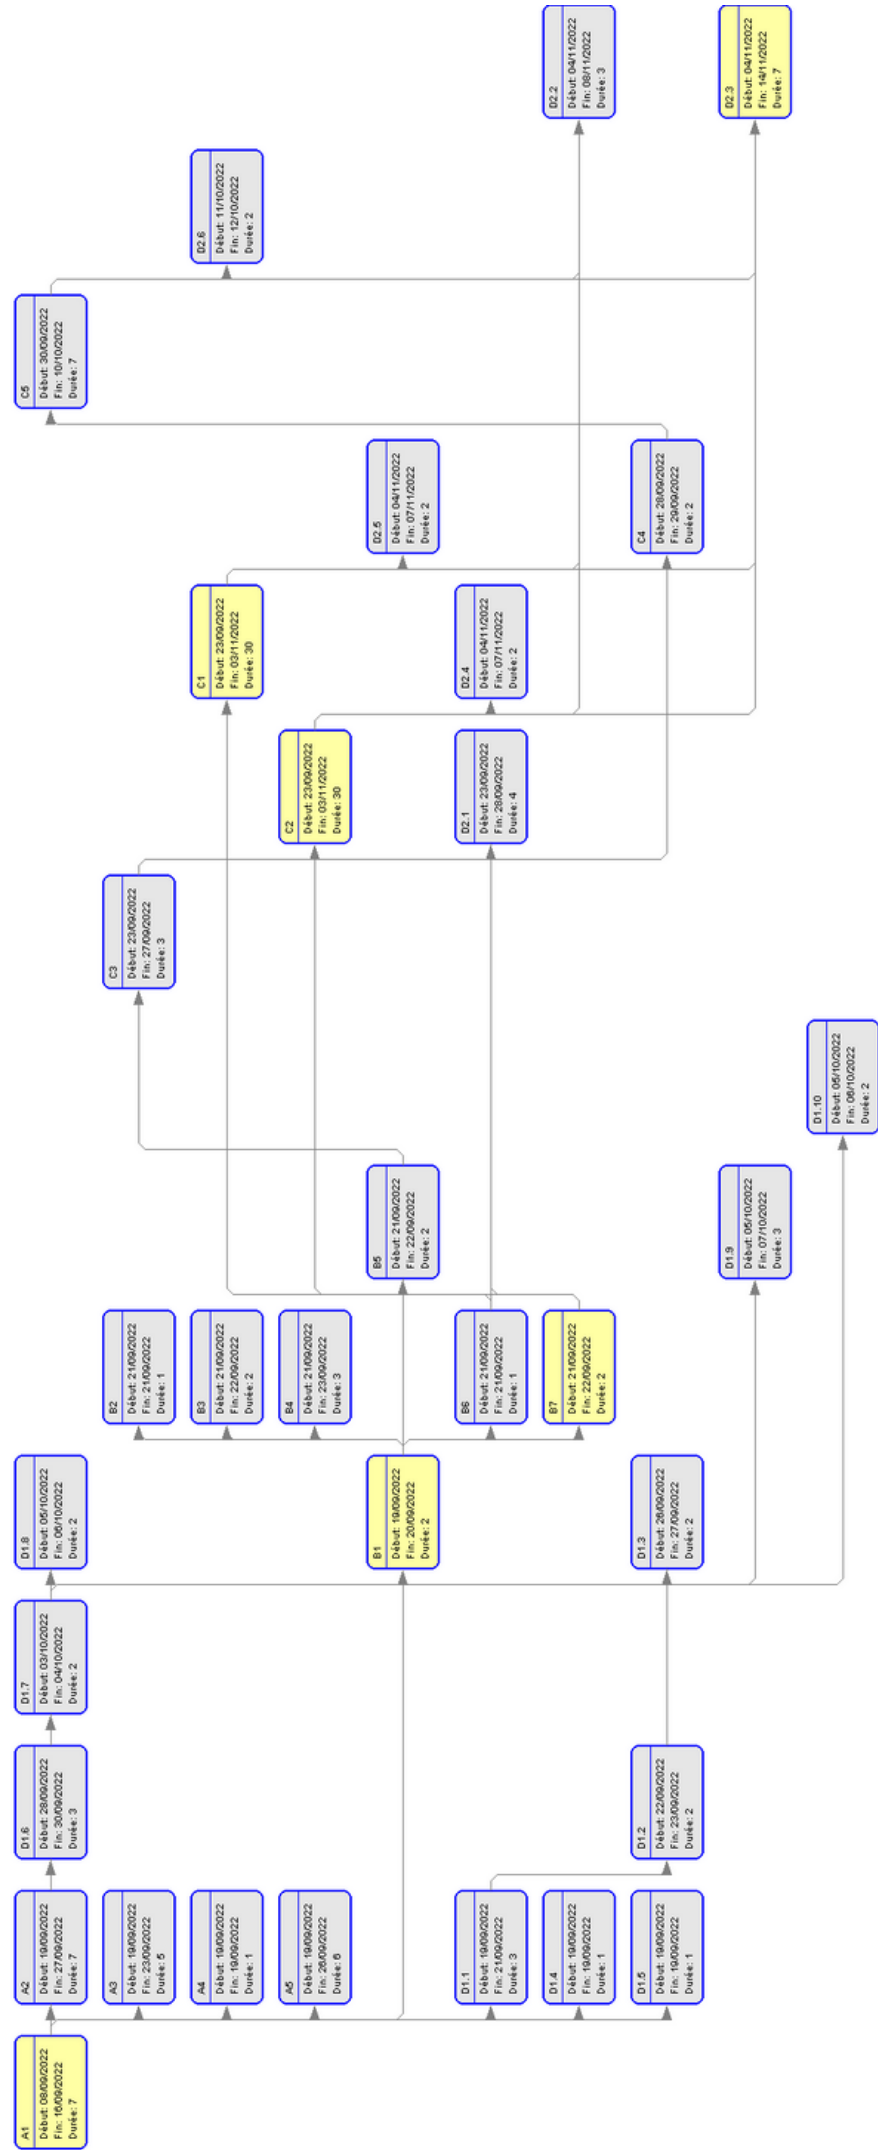 A1
Début: 08/09/2022
Fin: 16/09/2022
Durée: 7
A2
Début: 19/09/2022
Fin: 27/09/2022
Durée: 7
D1.6
Début: 28/09/2022
Fin: 30/09/2022
Durée: 3
D1.7
Début: 03/10/2022
Fin: 04/10/2022
Durée: 2
D1.8
Début: 05/10/2022
Fin: 06/10/2022
Durée: 2
C5
Début: 30/09/2022
Fin: 10/10/2022
Durée: 7
A3
Début: 19/09/2022
Fin: 23/09/2022
Durée: 5
B2
Début: 21/09/2022
Fin: 21/09/2022
Durée: 1
C3
Début: 23/09/2022
Fin: 27/09/2022
Durée: 3
A4
Début: 19/09/2022
Fin: 19/09/2022
Durée: 1
B3
Début: 21/09/2022
Fin: 22/09/2022
Durée: 2
C1
Début: 23/09/2022
Fin: 03/11/2022
Durée: 30
D2.6
Début: 11/10/2022
Fin: 12/10/2022
Durée: 2
A5
Début: 19/09/2022
Fin: 26/09/2022
Durée: 6
B4
Début: 21/09/2022
Fin: 23/09/2022
Durée: 3
C2
Début: 23/09/2022
Fin: 03/11/2022
Durée: 30
B1
Début: 19/09/2022
Fin: 20/09/2022
Durée: 2
B5
Début: 21/09/2022
Fin: 22/09/2022
Durée: 2
D2.5
Début: 04/11/2022
Fin: 07/11/2022
Durée: 2
D1.1
Début: 19/09/2022
Fin: 21/09/2022
Durée: 3
B6
Début: 21/09/2022
Fin: 21/09/2022
Durée: 1
D2.1
Début: 23/09/2022
Fin: 28/09/2022
Durée: 4
D2.4
Début: 04/11/2022
Fin: 07/11/2022
Durée: 2
D1.4
Début: 19/09/2022
Fin: 19/09/2022
Durée: 1
B7
Début: 21/09/2022
Fin: 22/09/2022
Durée: 2
D2.2
Début: 04/11/2022
Fin: 08/11/2022
Durée: 3
D1.5
Début: 19/09/2022
Fin: 19/09/2022
Durée: 1
D1.2
Début: 22/09/2022
Fin: 23/09/2022
Durée: 2
D1.3
Début: 26/09/2022
Fin: 27/09/2022
Durée: 2
C4
Début: 28/09/2022
Fin: 29/09/2022
Durée: 2
D1.9
Début: 05/10/2022
Fin: 07/10/2022
Durée: 3
D2.3
Début: 04/11/2022
Fin: 14/11/2022
Durée: 7
D1.10
Début: 05/10/2022
Fin: 06/10/2022
Durée: 2